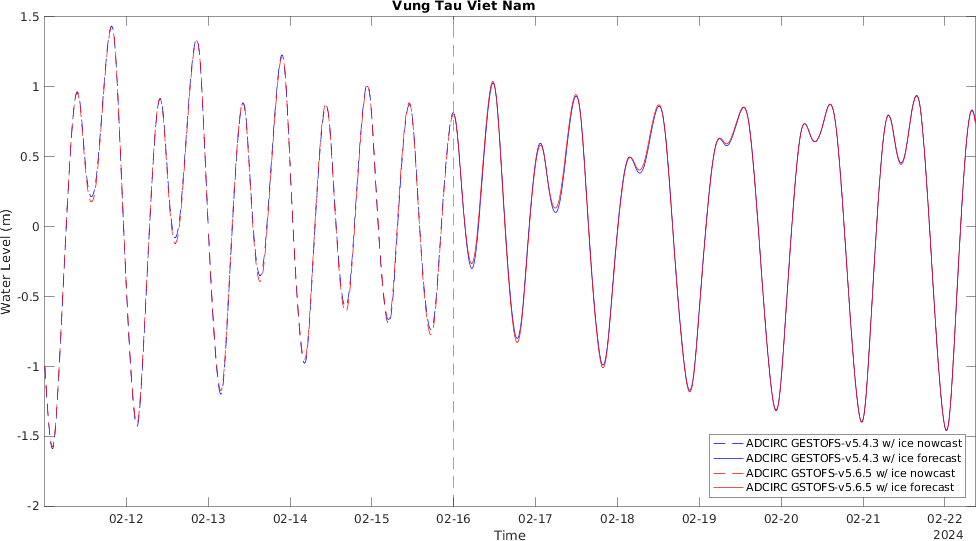 Vung Tau Viet Nam
1.5
1
0.5
0
-0.5
-1
-1.5
-2
Water Level (m)
ADCIRC GESTOFS-v5.4.3 w/ ice nowcast
ADCIRC GESTOFS-v5.4.3 w/ ice forecast
ADCIRC GSTOFS-v5.6.5 w/ ice nowcast
ADCIRC GSTOFS-v5.6.5 w/ ice forecast
02-12 02-13 02-14 02-15 02-16 02-17 02-18 02-19 02-20 02-21 02-22
Time 2024